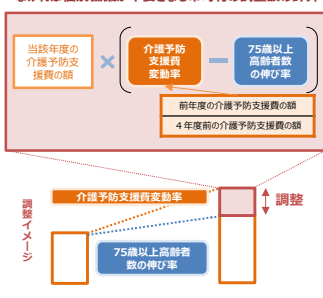 当該年度の
介護予防支
援費の額
×
介護予防
支援費
変動率
－
75歳以上
高齢者数
の伸び率
前年度の介護予防支援費の額
４年度前の介護予防支援費の額
介護予防支援費変動率
調整
調整イメージ
75歳以上高齢者
数の伸び率